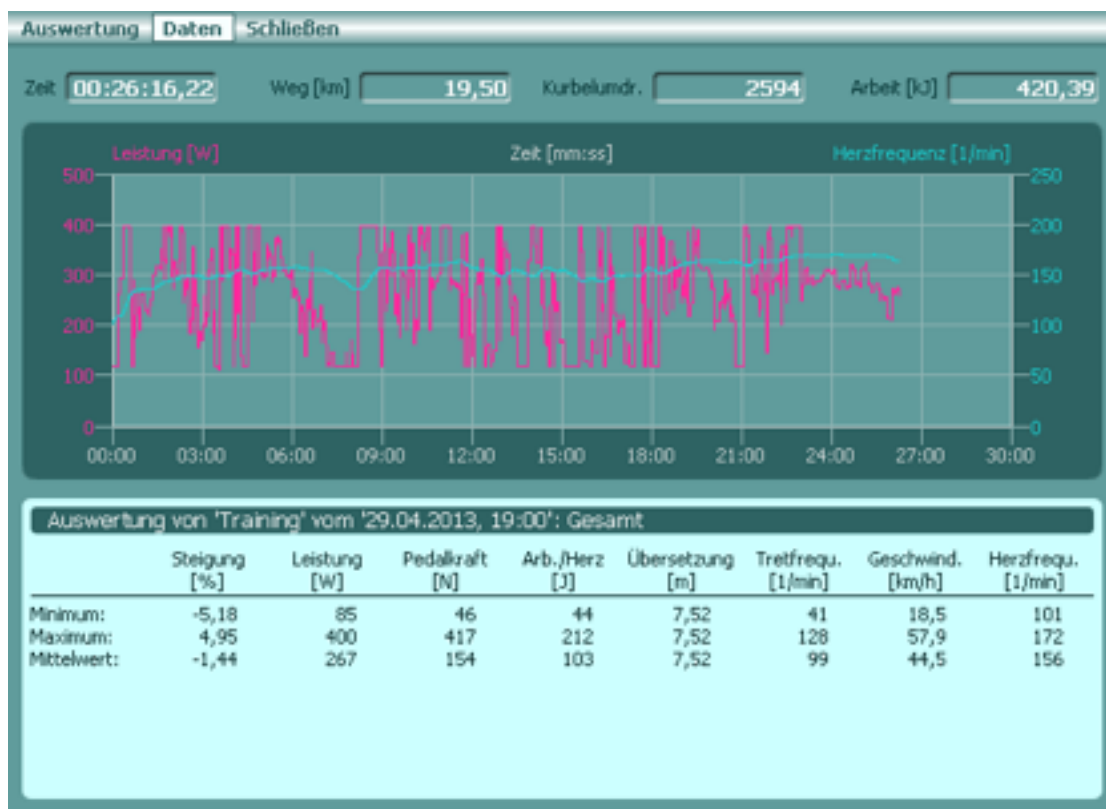 Auswertung Daten Schließen
Zeit 00:26:16,22 Weg [km] 19,50 Kurbelumdr. 2594 Arbeit [kJ] 420,39
Leistung [W] Zeit [mm:ss] Herzfrequenz [1/min]
500 250
400 200
300 150
200 100
100 50
0 0
00:00 03:00 06:00 09:00 12:00 15:00 18:00 21:00 24:00 27:00 30:00
Auswertung von 'Training' vom '29.04.2013, 19:00': Gesamt
Steigung Leistung Pedalkraft Arb./Herz Übersetzung Tretfrequ. Geschwind. Herzfrequ.
[%] [W] [N] [J] [m] [1/min] [km/h] [1/min]
Minimum: -5,18 85 46 44 7,52 41 18,5 101
Maximum: 4,95 400 417 212 7,52 128 57,9 172
Mittelwert: -1,44 267 154 103 7,52 99 44,5 156